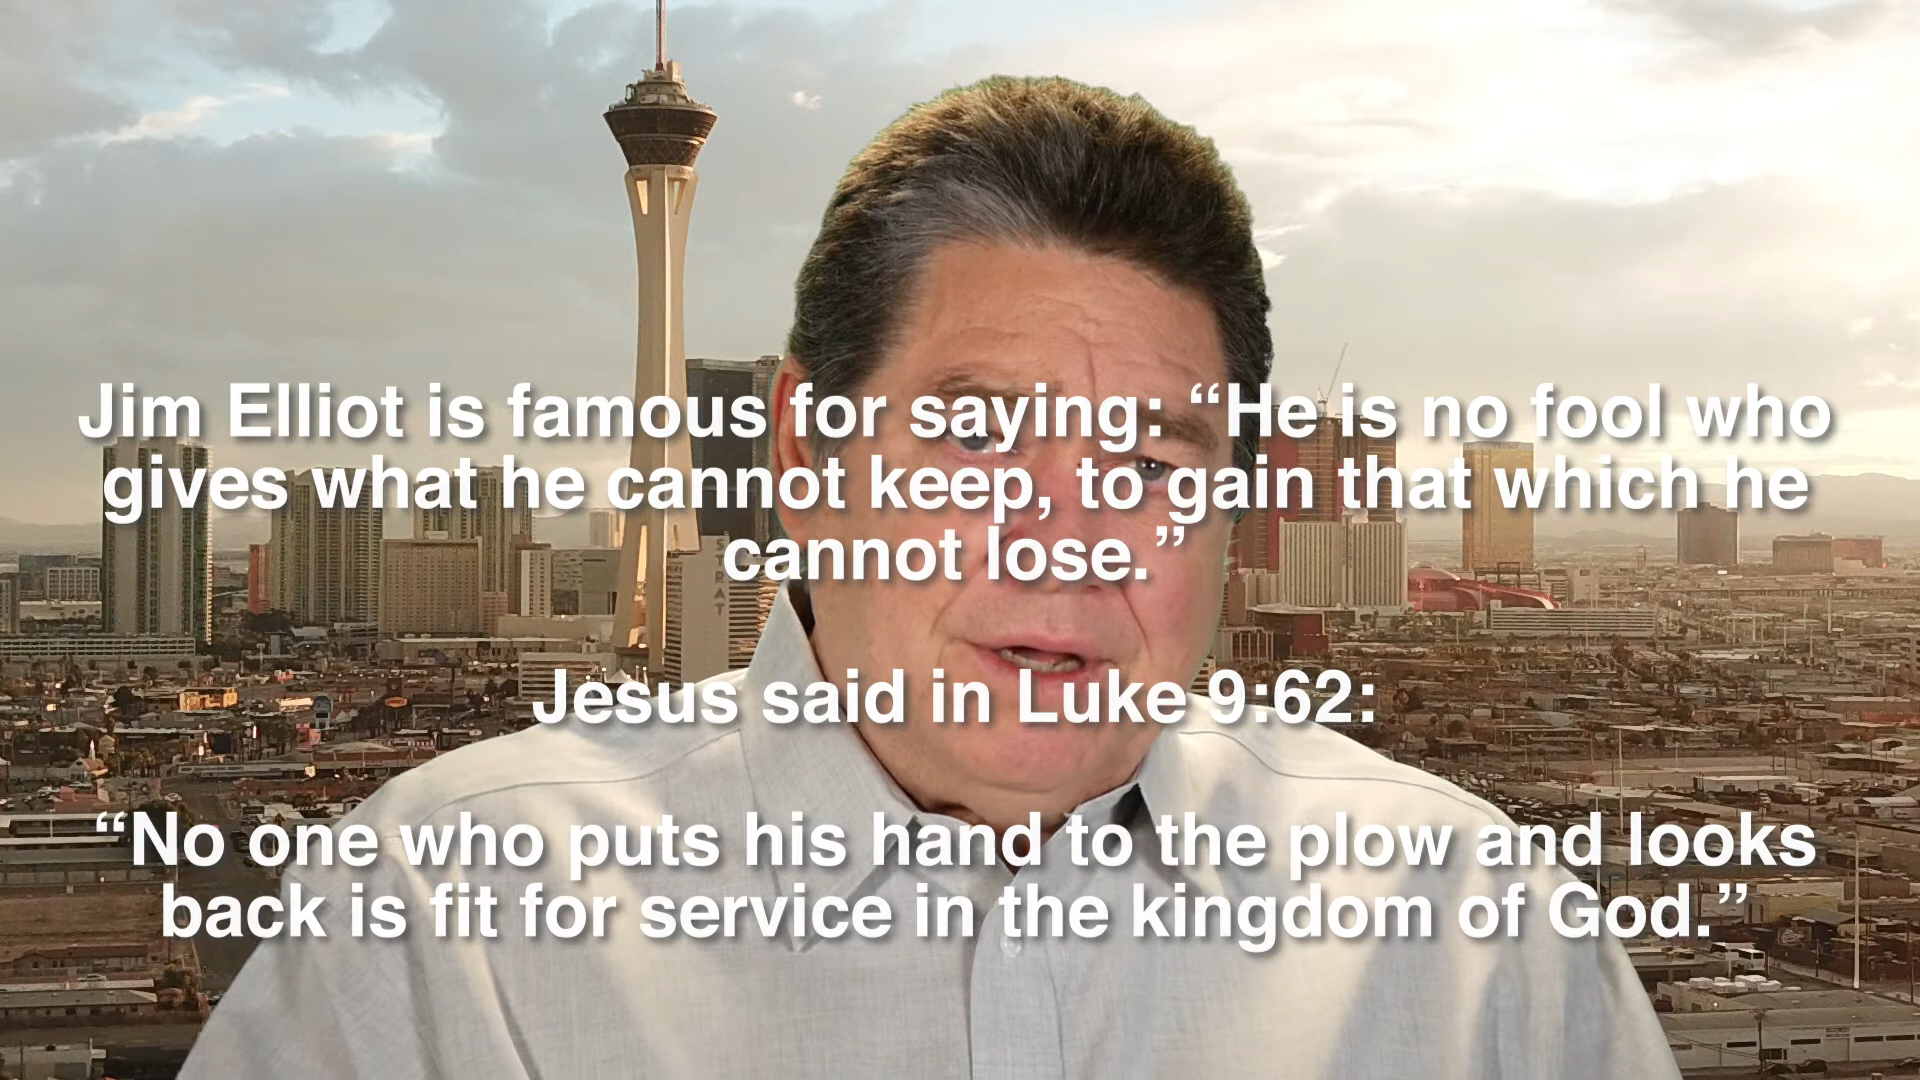 Jim Elliot is famous for saying: “He is no fool who
gives what he cannot keep, to gain that which he
cannot lose.”
Jesus said in Luke 9:62:
“No one who puts his hand to the plow and looks
back is fit for service in the kingdom of God.”
STRAT